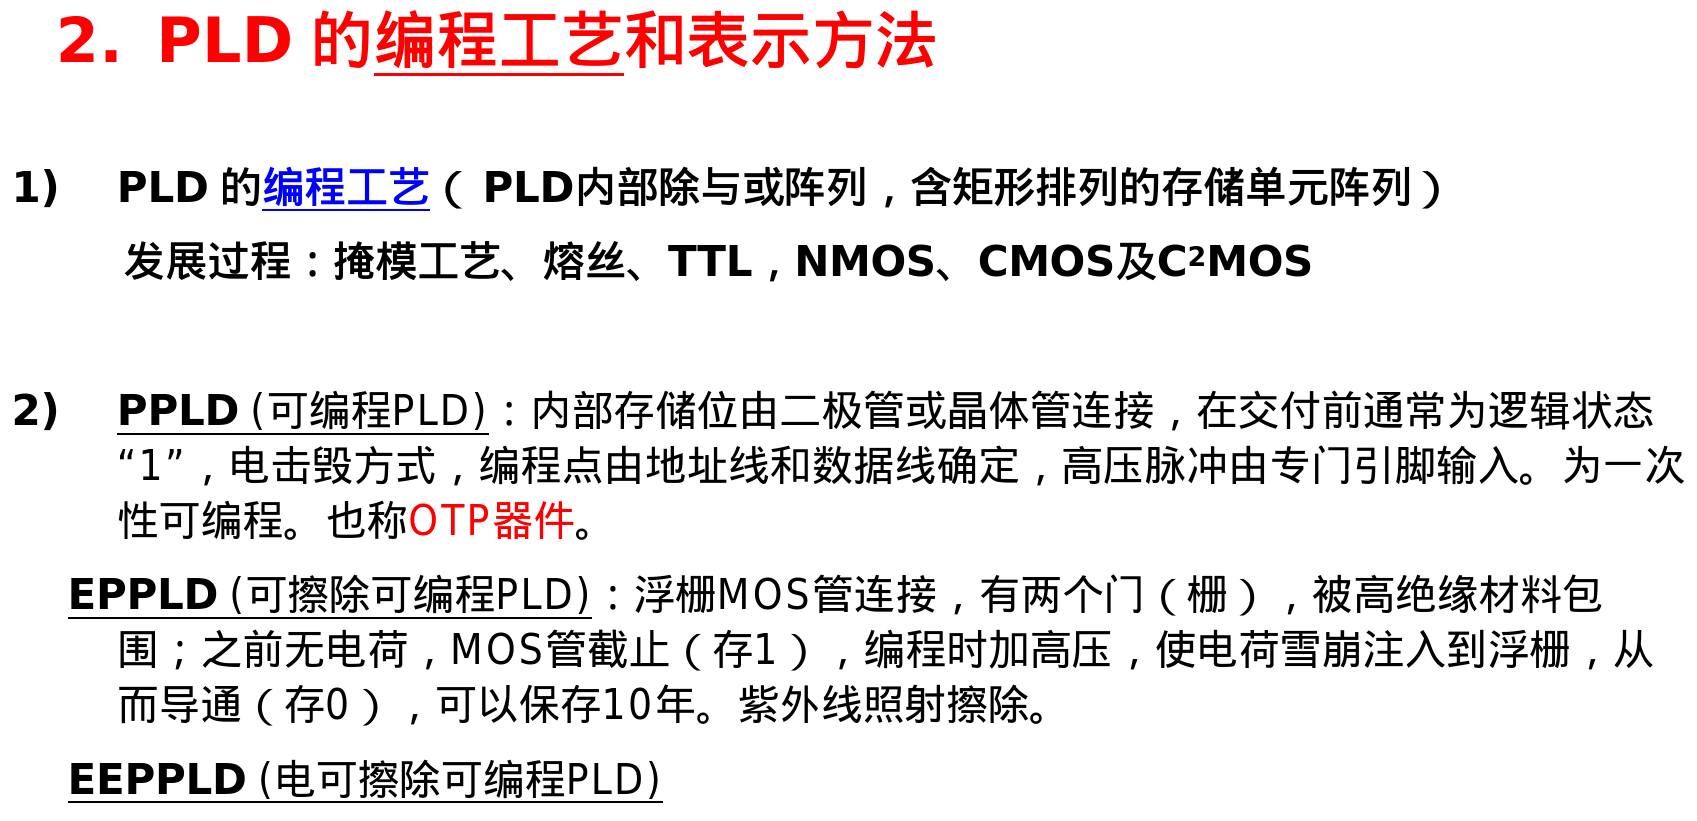 2. PLD 的编程工艺和表示方法
1) PLD 的编程工艺（ PLD内部除与或阵列，含矩形排列的存储单元阵列）
发展过程：掩模工艺、熔丝、TTL，NMOS、CMOS及C²MOS
2) PPLD (可编程PLD)：内部存储位由二极管或晶体管连接，在交付前通常为逻辑状态
“1”，电击毁方式，编程点由地址线和数据线确定，高压脉冲由专门引脚输入。为一次
性可编程。也称OTP器件。
EPPLD (可擦除可编程PLD)：浮栅MOS管连接，有两个门（栅），被高绝缘材料包
围；之前无电荷，MOS管截止（存1），编程时加高压，使电荷雪崩注入到浮栅，从
而导通（存0），可以保存10年。紫外线照射擦除。
EEPPLD (电可擦除可编程PLD)